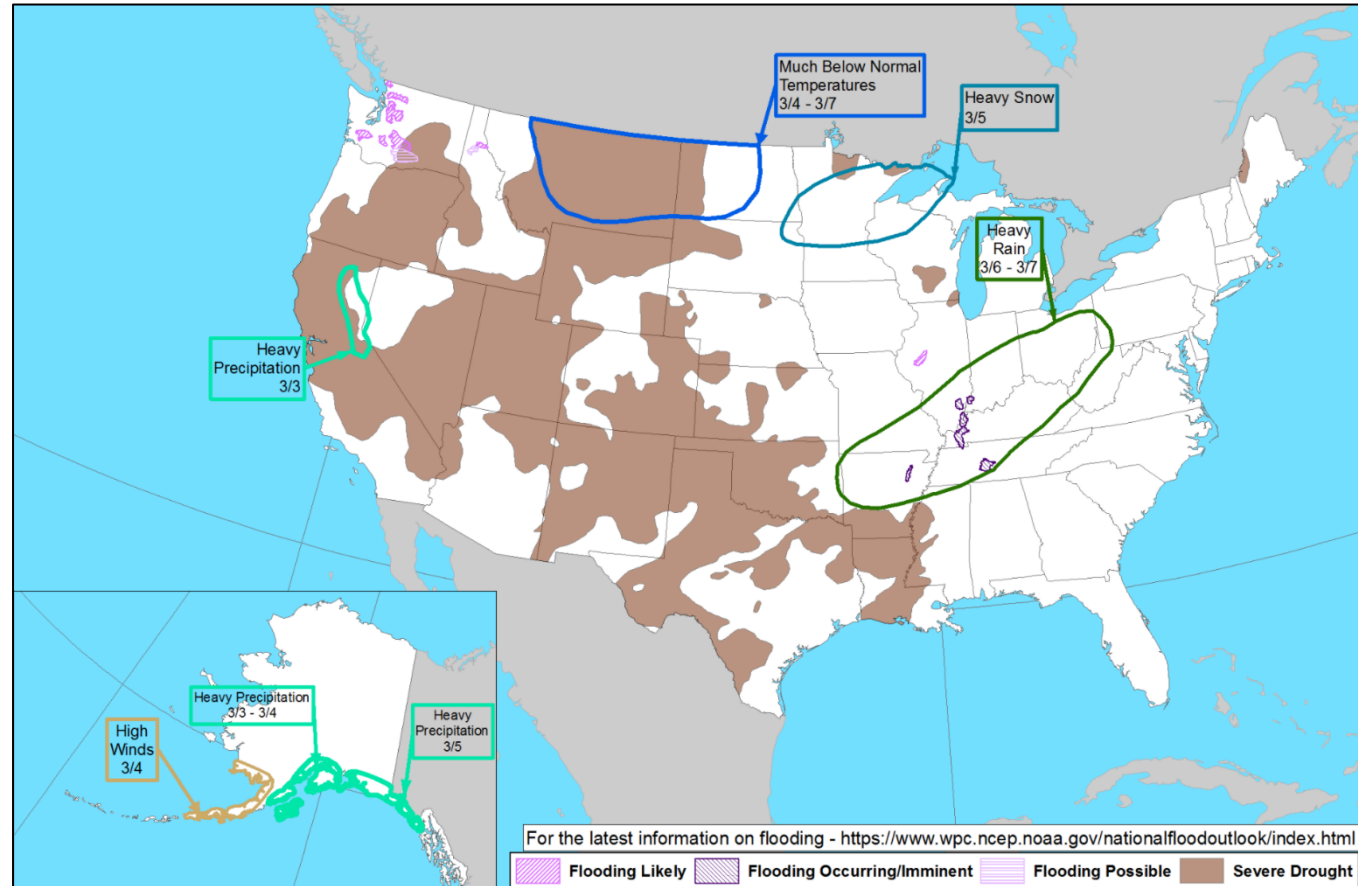 Much Below Normal
Temperatures
3/4 - 3/7
Heavy Snow
3/5
Heavy
Rain
3/6 - 3/7
Heavy
Precipitation
3/3
Heavy Precipitation
3/3 - 3/4
Heavy
Precipitation
3/5
High
Winds
3/4
For the latest information on flooding - https://www.wpc.ncep.noaa.gov/nationalfloodoutlook/index.html
Flooding Likely Flooding Occurring/Imminent Flooding Possible Severe Drought